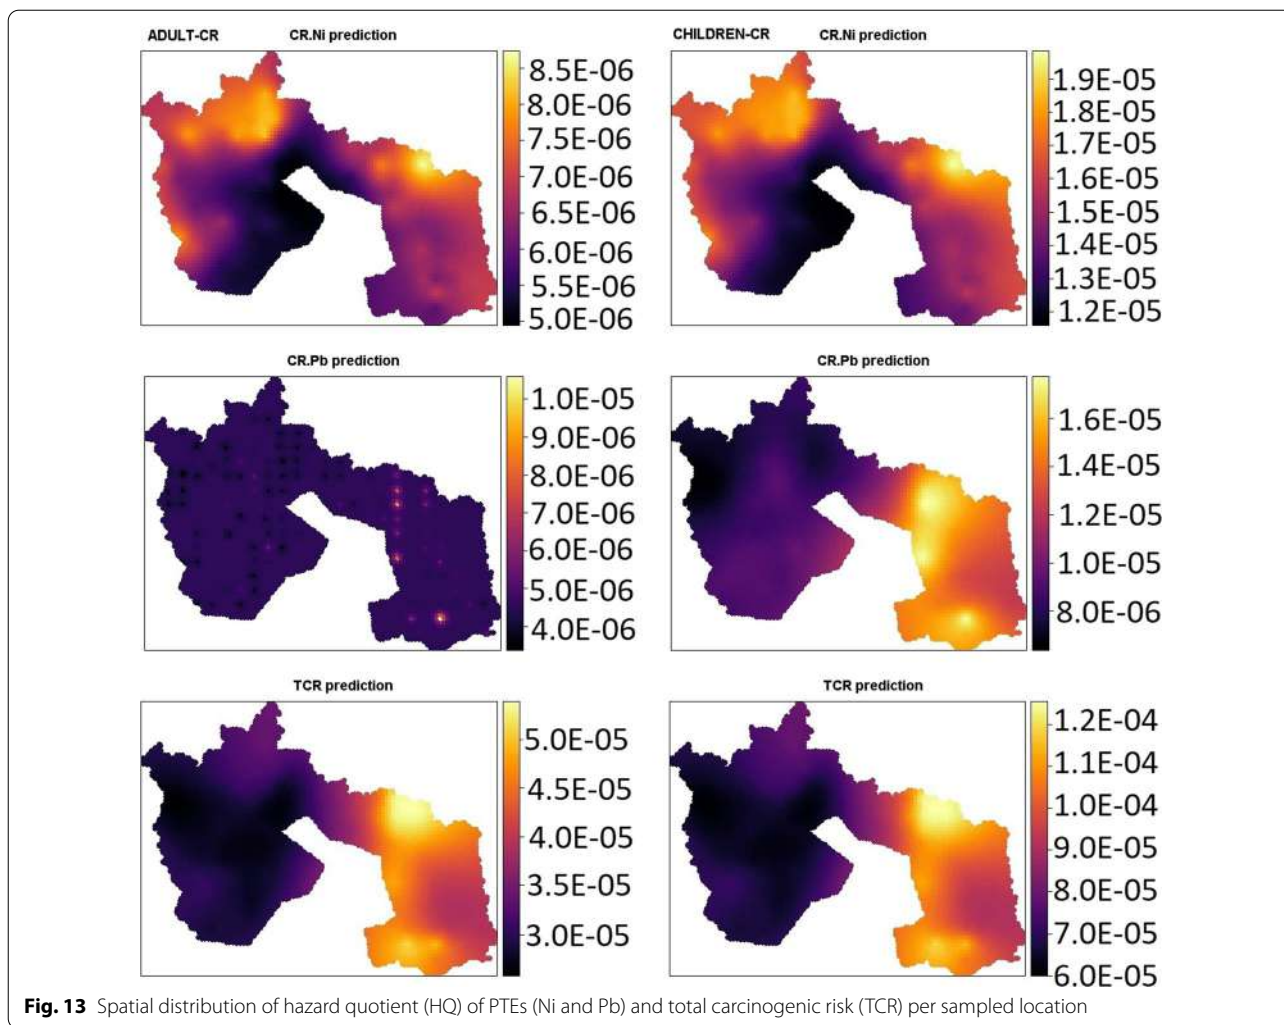 ADULT-CR CR.Ni prediction
8.5E-06
8.0E-06
7.5E-06
7.0E-06
6.5E-06
6.0E-06
5.5E-06
5.0E-06
CHILDREN-CR CR.Ni prediction
1.9E-05
1.8E-05
1.7E-05
1.6E-05
1.5E-05
1.4E-05
1.3E-05
1.2E-05
CR.Pb prediction
1.0E-05
9.0E-06
8.0E-06
7.0E-06
6.0E-06
5.0E-06
4.0E-06
CR.Pb prediction
1.6E-05
1.4E-05
1.2E-05
1.0E-05
8.0E-06
TCR prediction
5.0E-05
4.5E-05
4.0E-05
3.5E-05
3.0E-05
TCR prediction
1.2E-04
1.1E-04
1.0E-04
9.0E-05
8.0E-05
7.0E-05
6.0E-05
Fig. 13 Spatial distribution of hazard quotient (HQ) of PTEs (Ni and Pb) and total carcinogenic risk (TCR) per sampled location